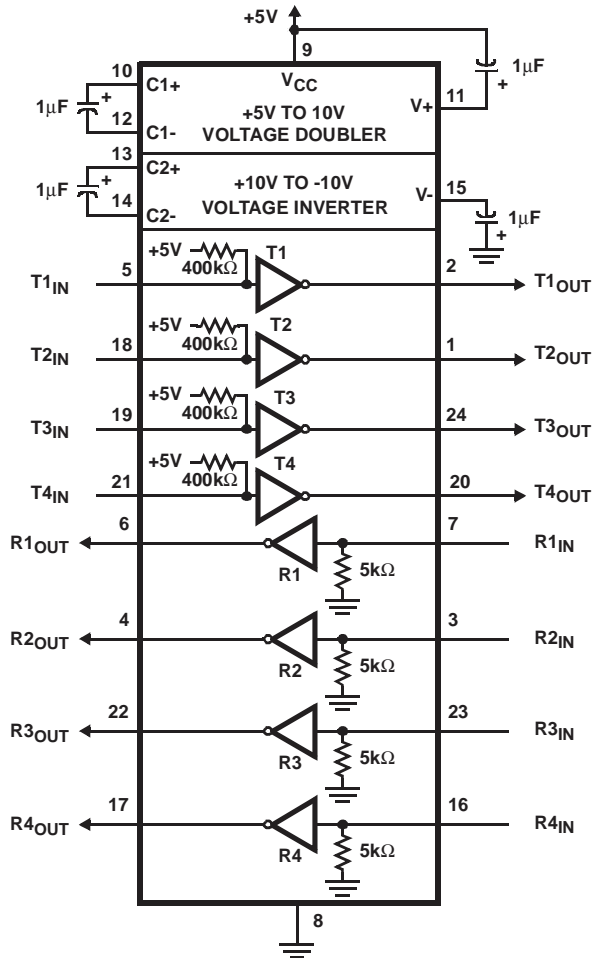 +5V
9
10
C1+
VCC
1μF
+
1μF
+
+5V TO 10V
VOLTAGE DOUBLER
V+
11
12
C1-
13
C2+
1μF
+
+10V TO -10V
VOLTAGE INVERTER
V-
15
14
C2-
1μF
+
+5V
400kΩ
T1
T1IN
5
2
T1OUT
+5V
400kΩ
T2
T2IN
18
1
T2OUT
+5V
400kΩ
T3
T3IN
19
24
T3OUT
+5V
400kΩ
T4
T4IN
21
20
T4OUT
R1OUT
6
R1
5kΩ
7
R1IN
R2OUT
4
R2
5kΩ
3
R2IN
R3OUT
22
R3
5kΩ
23
R3IN
R4OUT
17
R4
5kΩ
16
R4IN
8